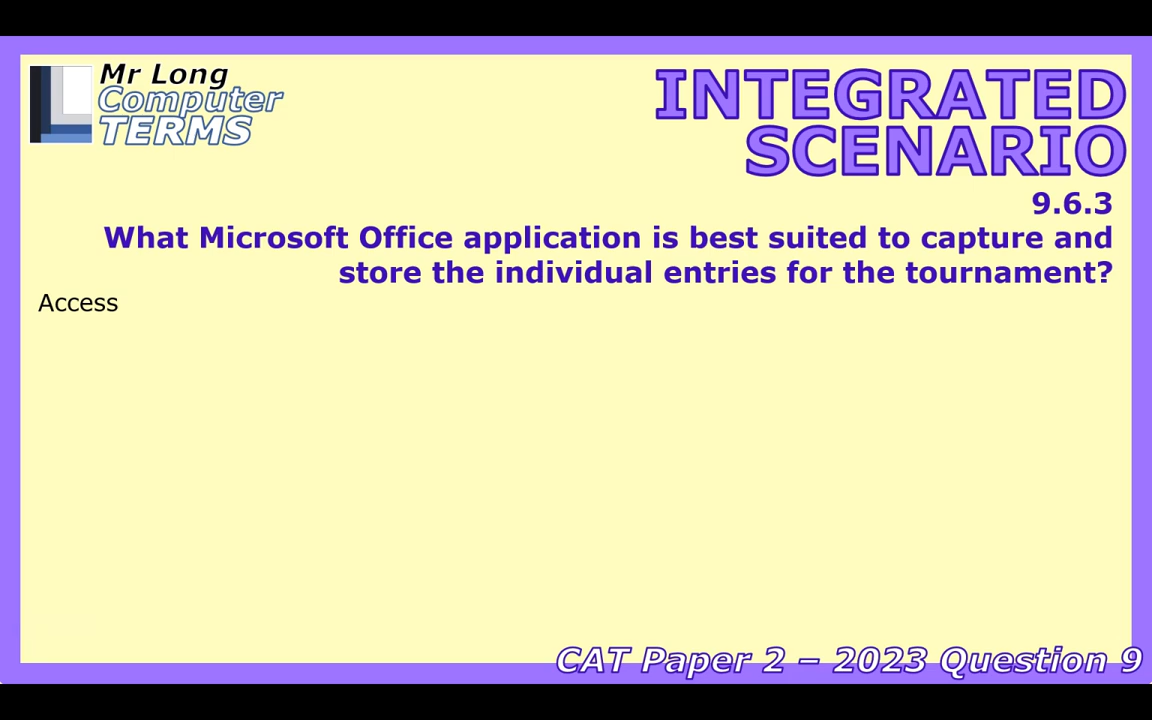 Mr Long
Computer
TERMS
INTEGRATED
SCENARIO
9.6.3
What Microsoft Office application is best suited to capture and
store the individual entries for the tournament?
Access
CAT Paper 2 – 2023 Question 9